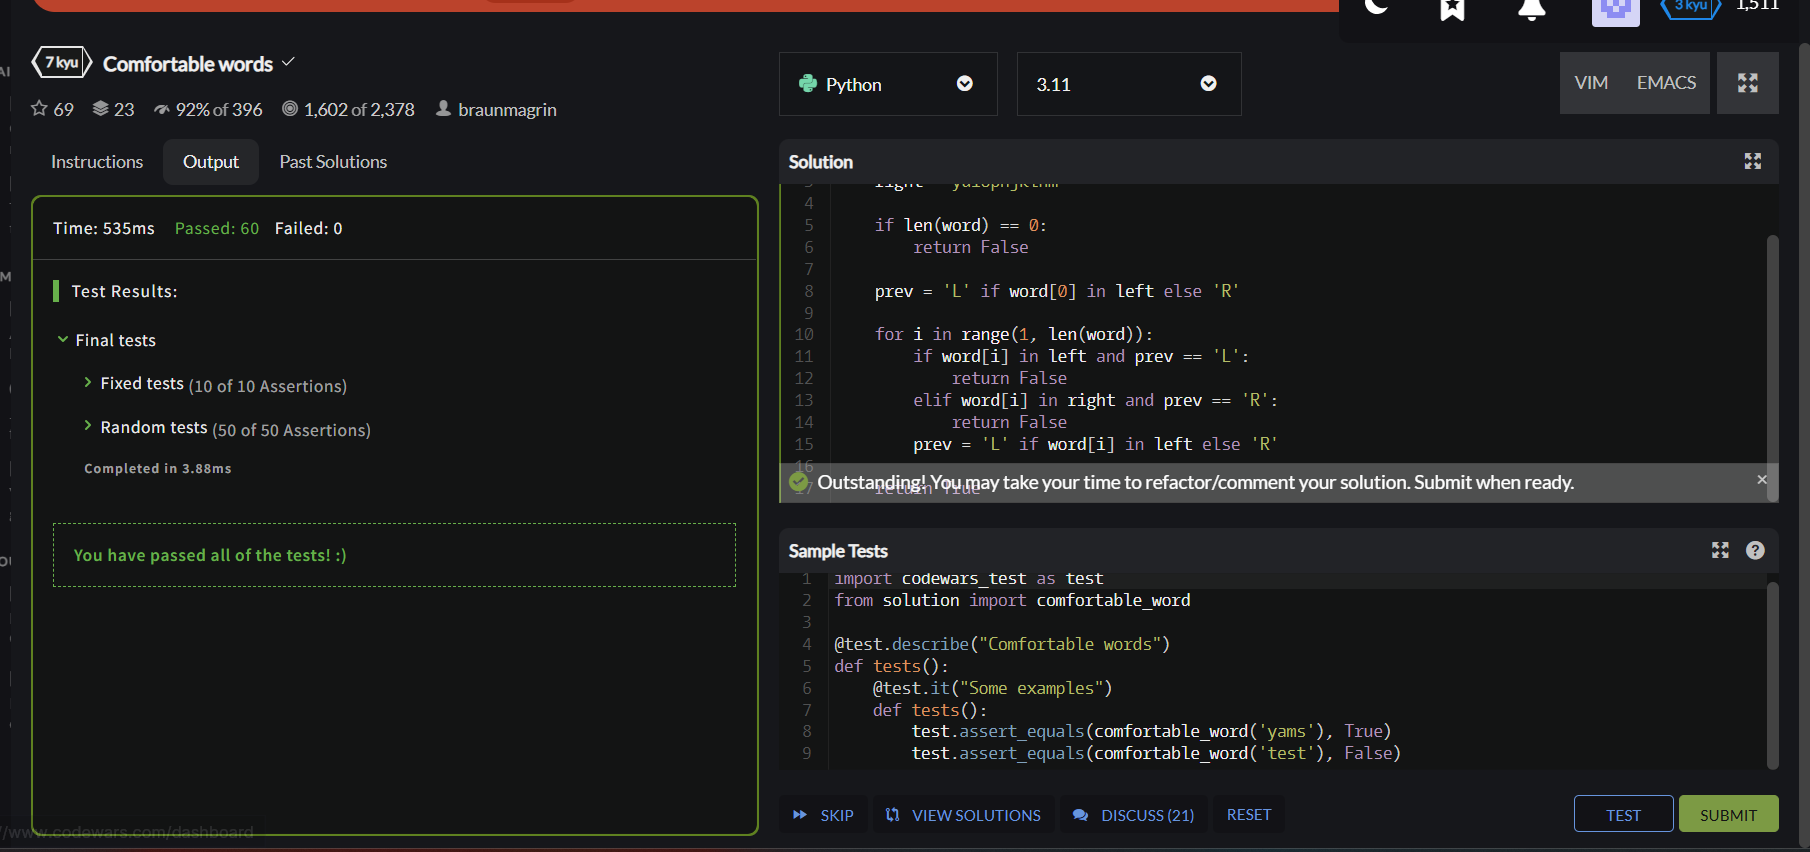 3 kyu 1,511
7 kyu Comfortable words
69 23 92% of 396 1,602 of 2,378 braunmagrin
Instructions Output Past Solutions
Time: 535ms Passed: 60 Failed: 0
Test Results:
Final tests
Fixed tests (10 of 10 Assertions)
Random tests (50 of 50 Assertions)
Completed in 3.88ms
You have passed all of the tests! :)
www.codewars.com/dashboard
Python 3.11 VIM EMACS
Solution
4
5 if len(word) == 0:
6 return False
7
8 prev = 'L' if word[0] in left else 'R'
9
10 for i in range(1, len(word)):
11 if word[i] in left and prev == 'L':
12 return False
13 elif word[i] in right and prev == 'R':
14 return False
15 prev = 'L' if word[i] in left else 'R'
16
17 return True
Outstanding! You may take your time to refactor/comment your solution. Submit when ready.
Sample Tests
1 import codewars_test as test
2 from solution import comfortable_word
3
4 @test.describe("Comfortable words")
5 def tests():
6 @test.it("Some examples")
7 def tests():
8 test.assert_equals(comfortable_word('yams'), True)
9 test.assert_equals(comfortable_word('test'), False)
SKIP VIEW SOLUTIONS DISCUSS (21) RESET TEST SUBMIT